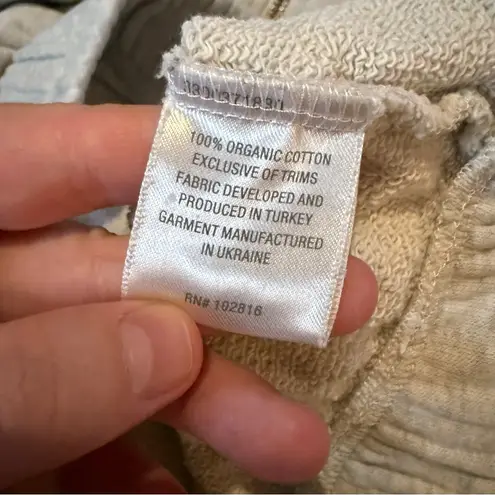 100% ORGANIC COTTON
EXCLUSIVE OF TRIMS
FABRIC DEVELOPED AND
PRODUCED IN TURKEY
GARMENT MANUFACTURED
IN UKRAINE
RN# 102816